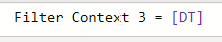 Filter Context 3 = [DT]